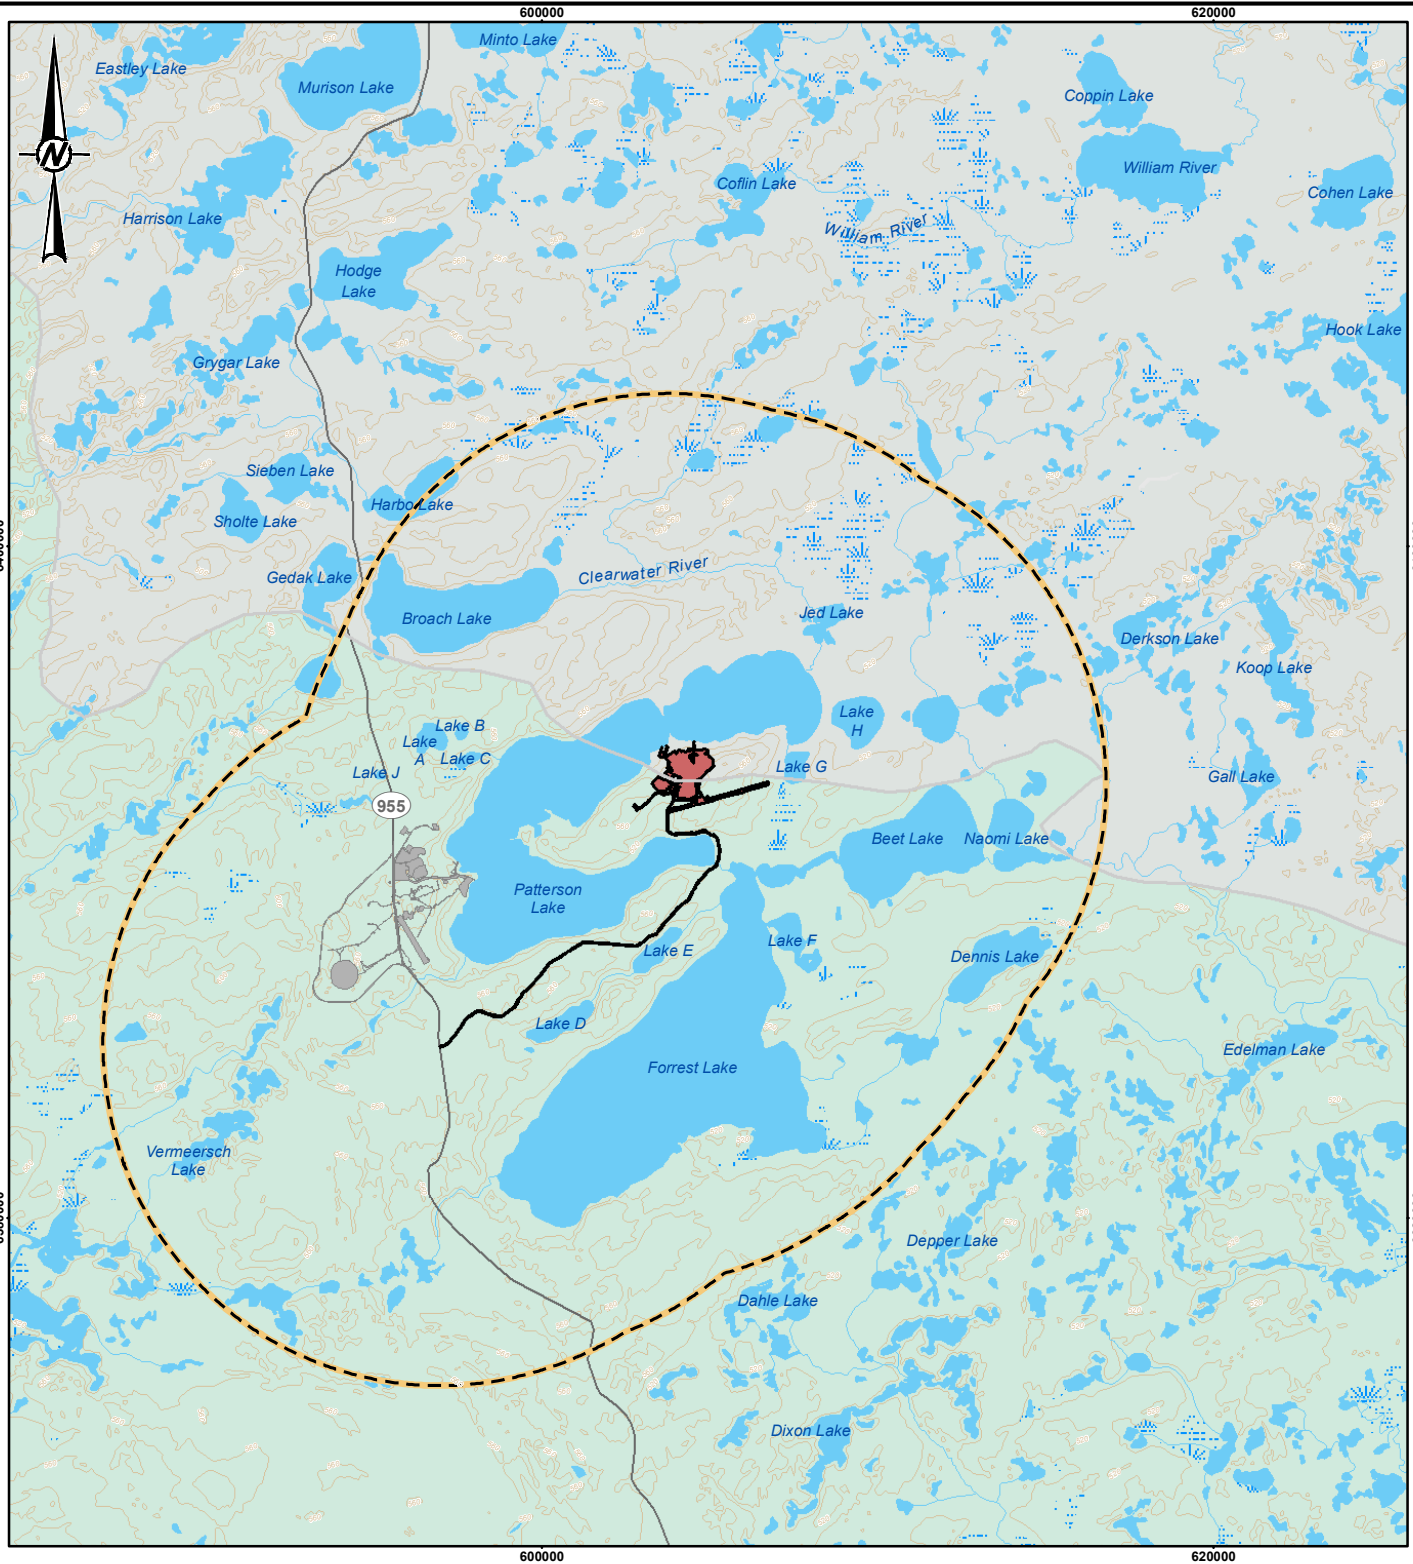 600000
620000
Minto Lake
Eastley Lake
Murison Lake
Coppin Lake
N
William River
Coflin Lake
Cohen Lake
Harrison Lake
William River
Hodge
Lake
Hook Lake
Grygar Lake
Sieben Lake
Harbo Lake
Sholte Lake
Clearwater River
Gedak Lake
Broach Lake
Jed Lake
Derkson Lake
Koop Lake
Lake
H
Lake B
Lake
A
Lake C
Lake J
Lake G
Gall Lake
955
Beet Lake
Naomi Lake
Patterson
Lake
Lake F
Lake E
Dennis Lake
Lake D
Edelman Lake
Forrest Lake
Vermeersch
Lake
Depper Lake
Dahle Lake
Dixon Lake
600000
620000